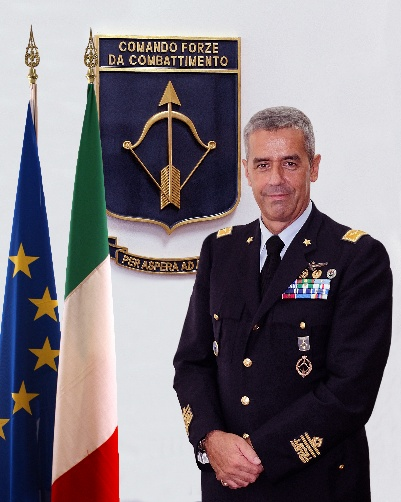 COMANDO FORZE
DA COMBATTIMENTO
PER ASPERA AD